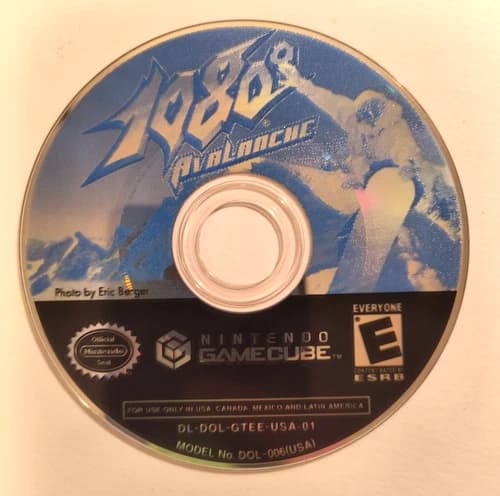 1080°
AVALANCHE
Photo by Eric Berger
Official
Nintendo
Seal
NINTENDO
GAMECUBE™
EVERYONE
E
CONTENT RATED BY
ESRB
FOR USE ONLY IN USA, CANADA, MEXICO AND LATIN AMERICA
DL-DOL-GTEE-USA-01
MODEL No. DOL-006(USA)